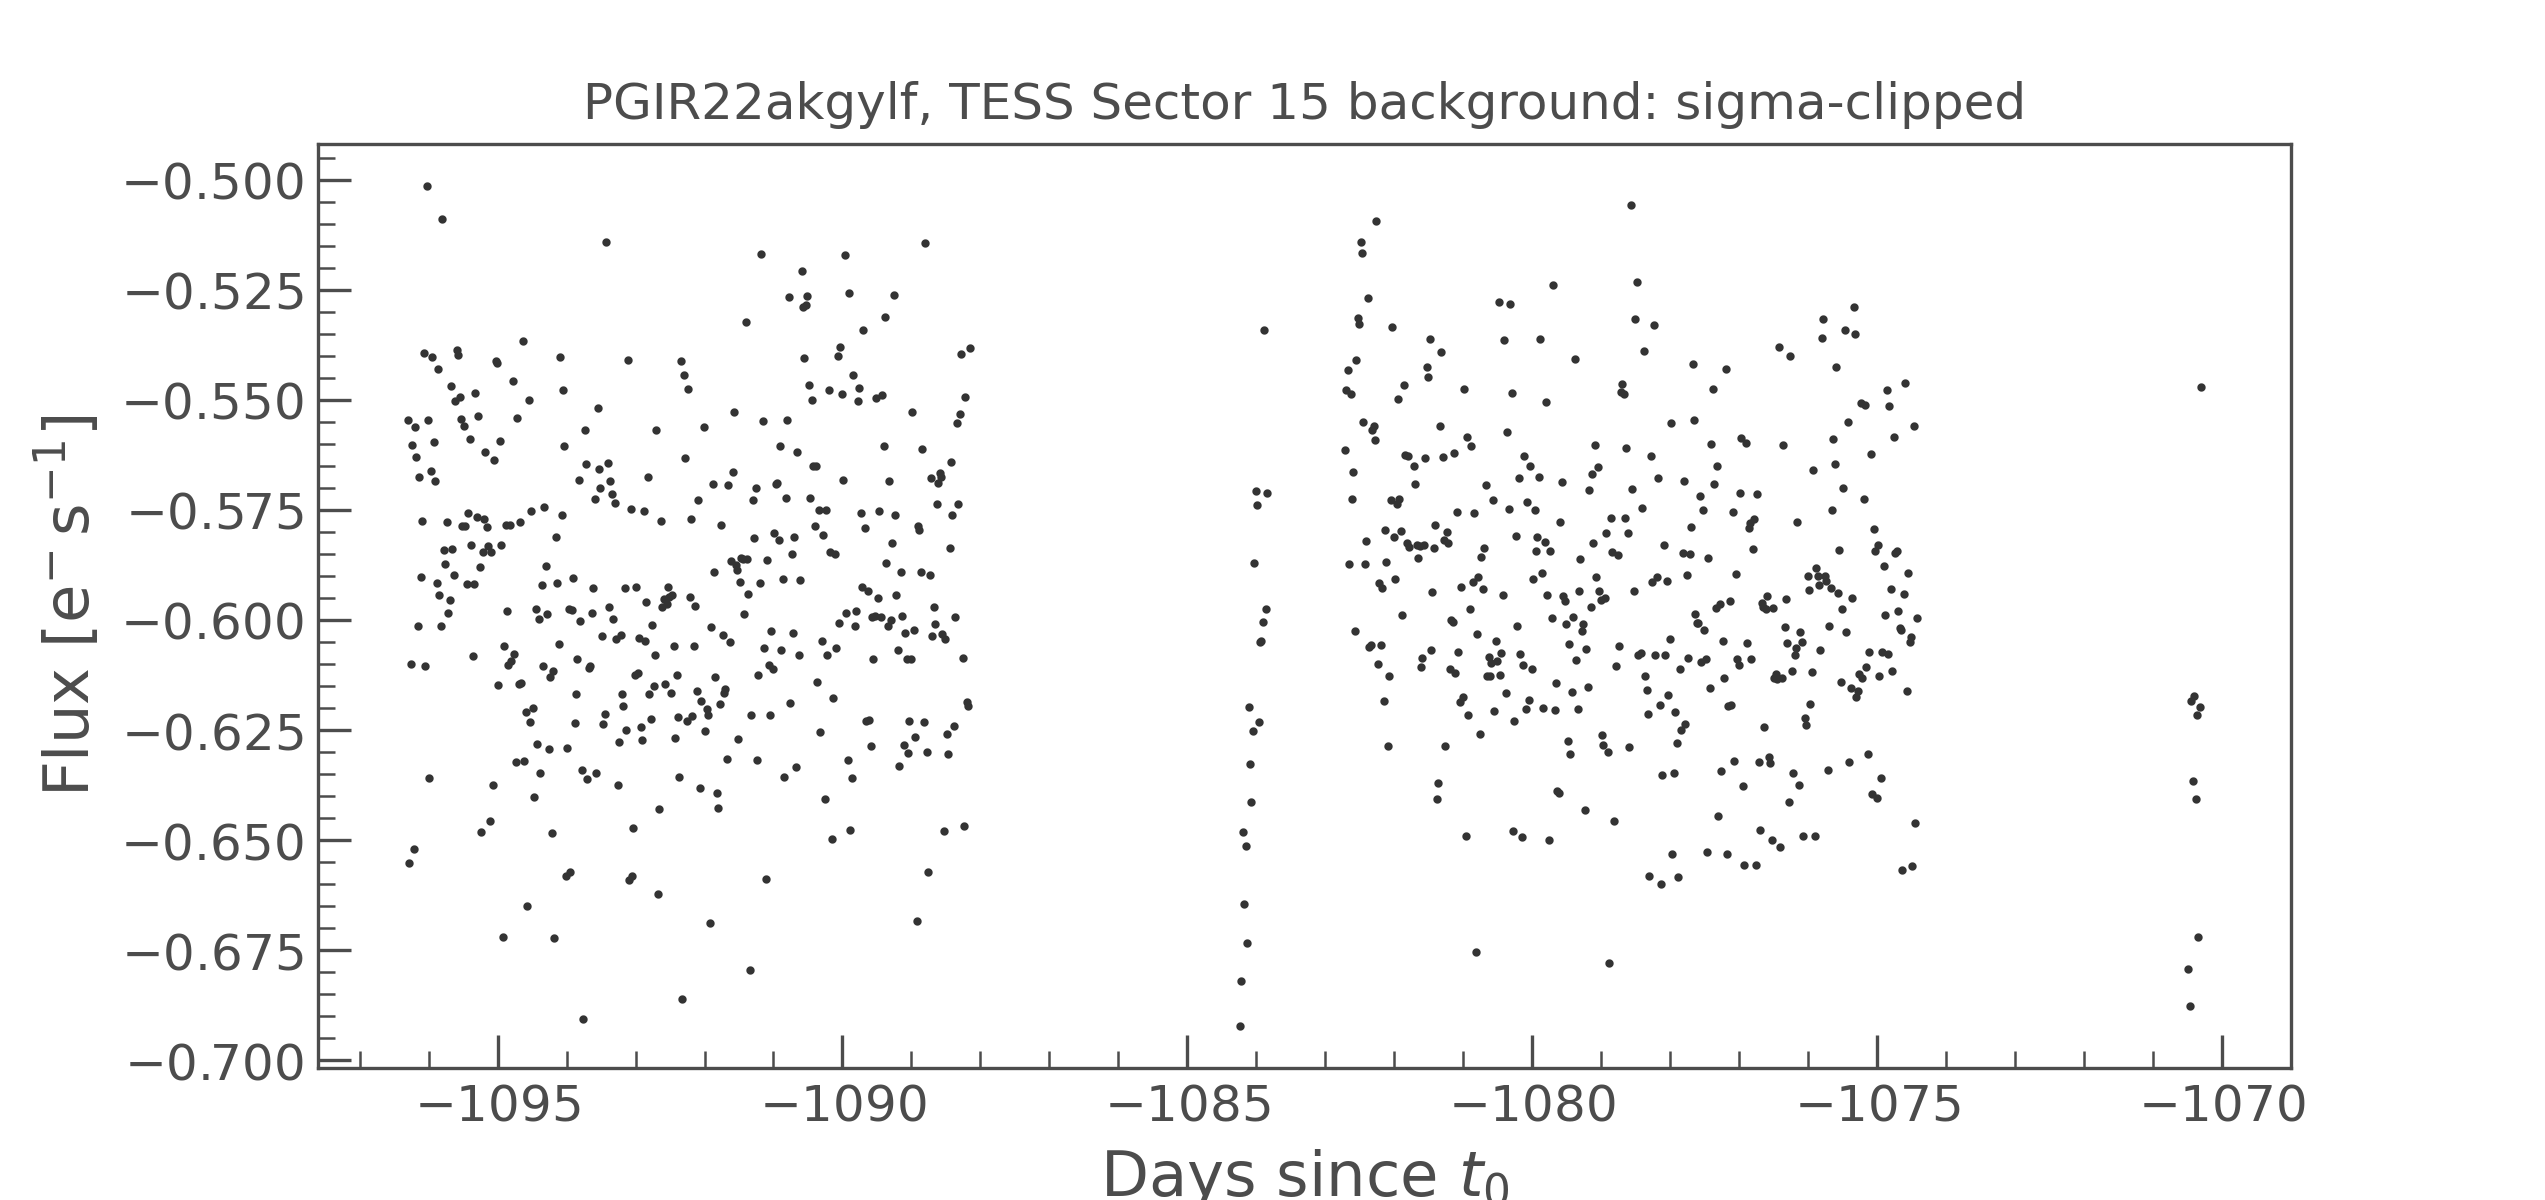 PGIR22akgylf, TESS Sector 15 background: sigma-clipped
Flux [e⁻ s⁻¹]
−0.500
−0.525
−0.550
−0.575
−0.600
−0.625
−0.650
−0.675
−0.700
−1095 −1090 −1085 −1080 −1075 −1070
Days since t₀